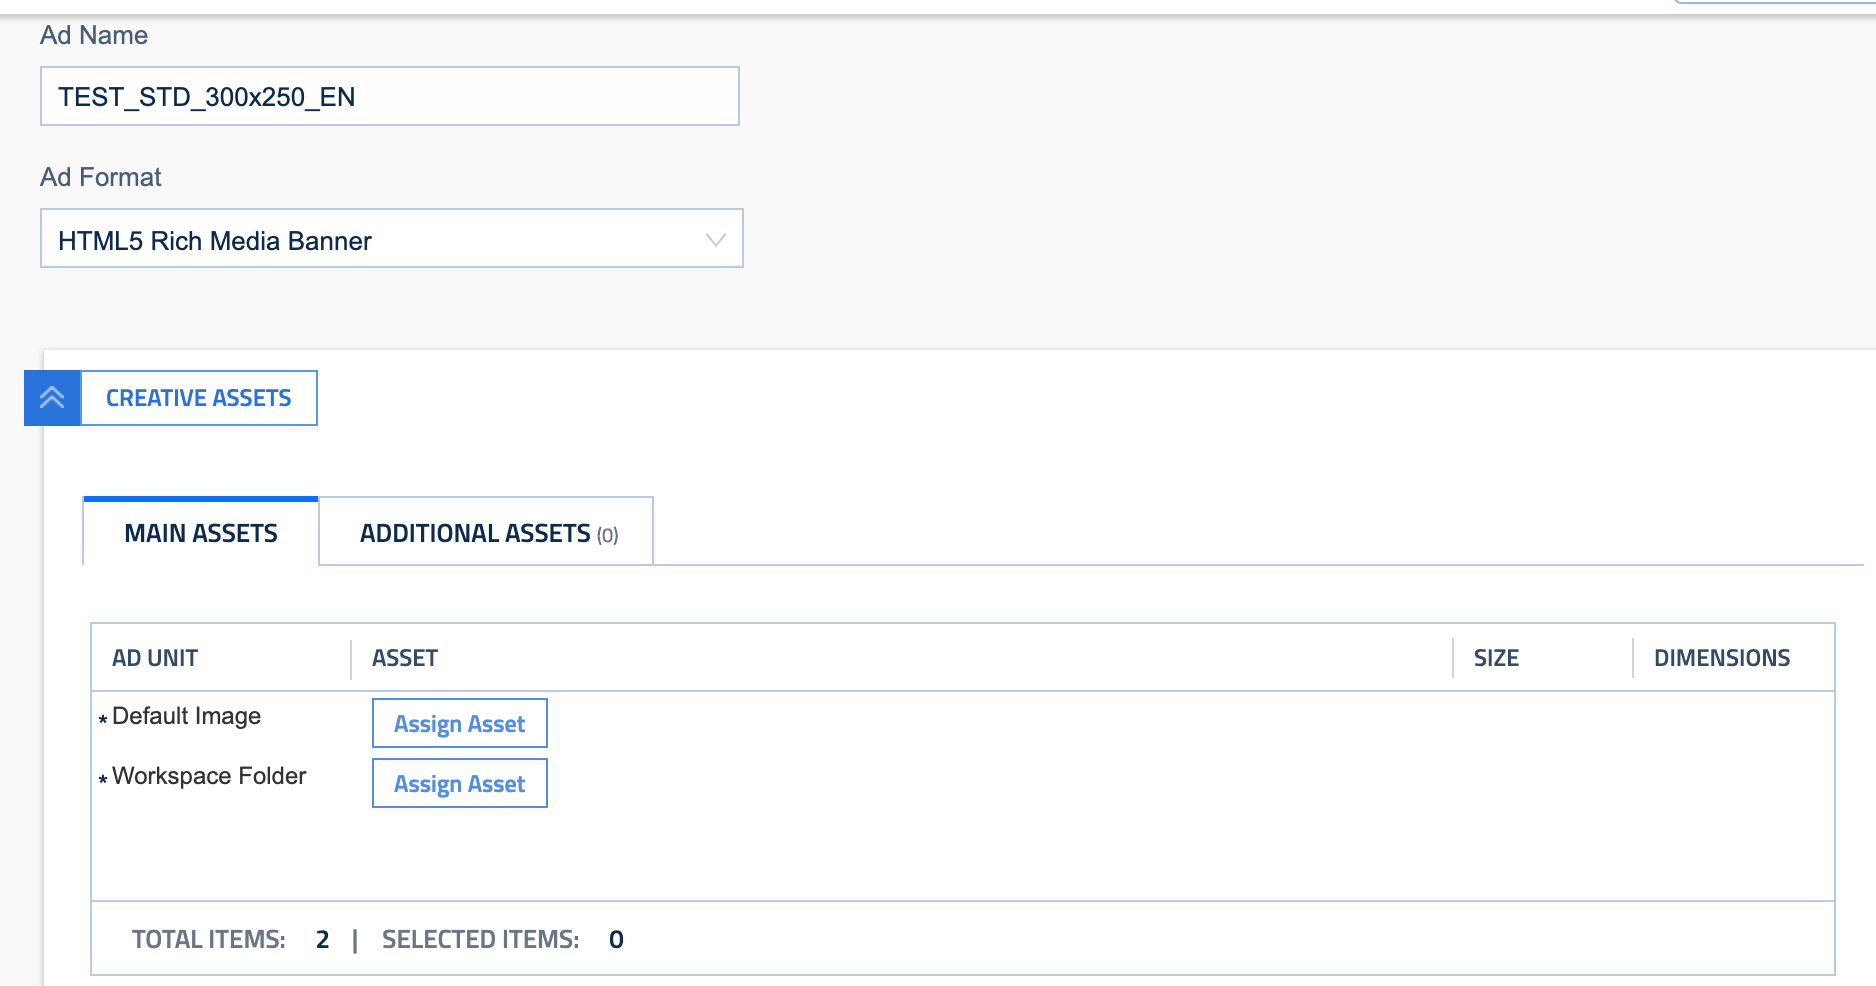 Ad Name
TEST_STD_300x250_EN
Ad Format
HTML5 Rich Media Banner
CREATIVE ASSETS
MAIN ASSETS
ADDITIONAL ASSETS (0)
AD UNIT
ASSET
SIZE
DIMENSIONS
* Default Image
Assign Asset
* Workspace Folder
Assign Asset
TOTAL ITEMS: 2 | SELECTED ITEMS: 0